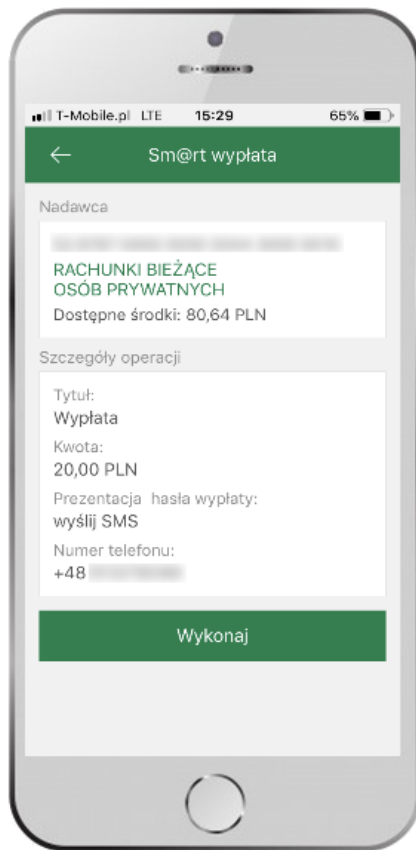 T-Mobile.pl LTE 15:29 65%
Sm@rt wypłata
Nadawca
RACHUNKI BIEŻĄCE
OSÓB PRYWATNYCH
Dostępne środki: 80,64 PLN
Szczegóły operacji
Tytuł:
Wypłata
Kwota:
20,00 PLN
Prezentacja hasła wypłaty:
wyślij SMS
Numer telefonu:
+48
Wykonaj